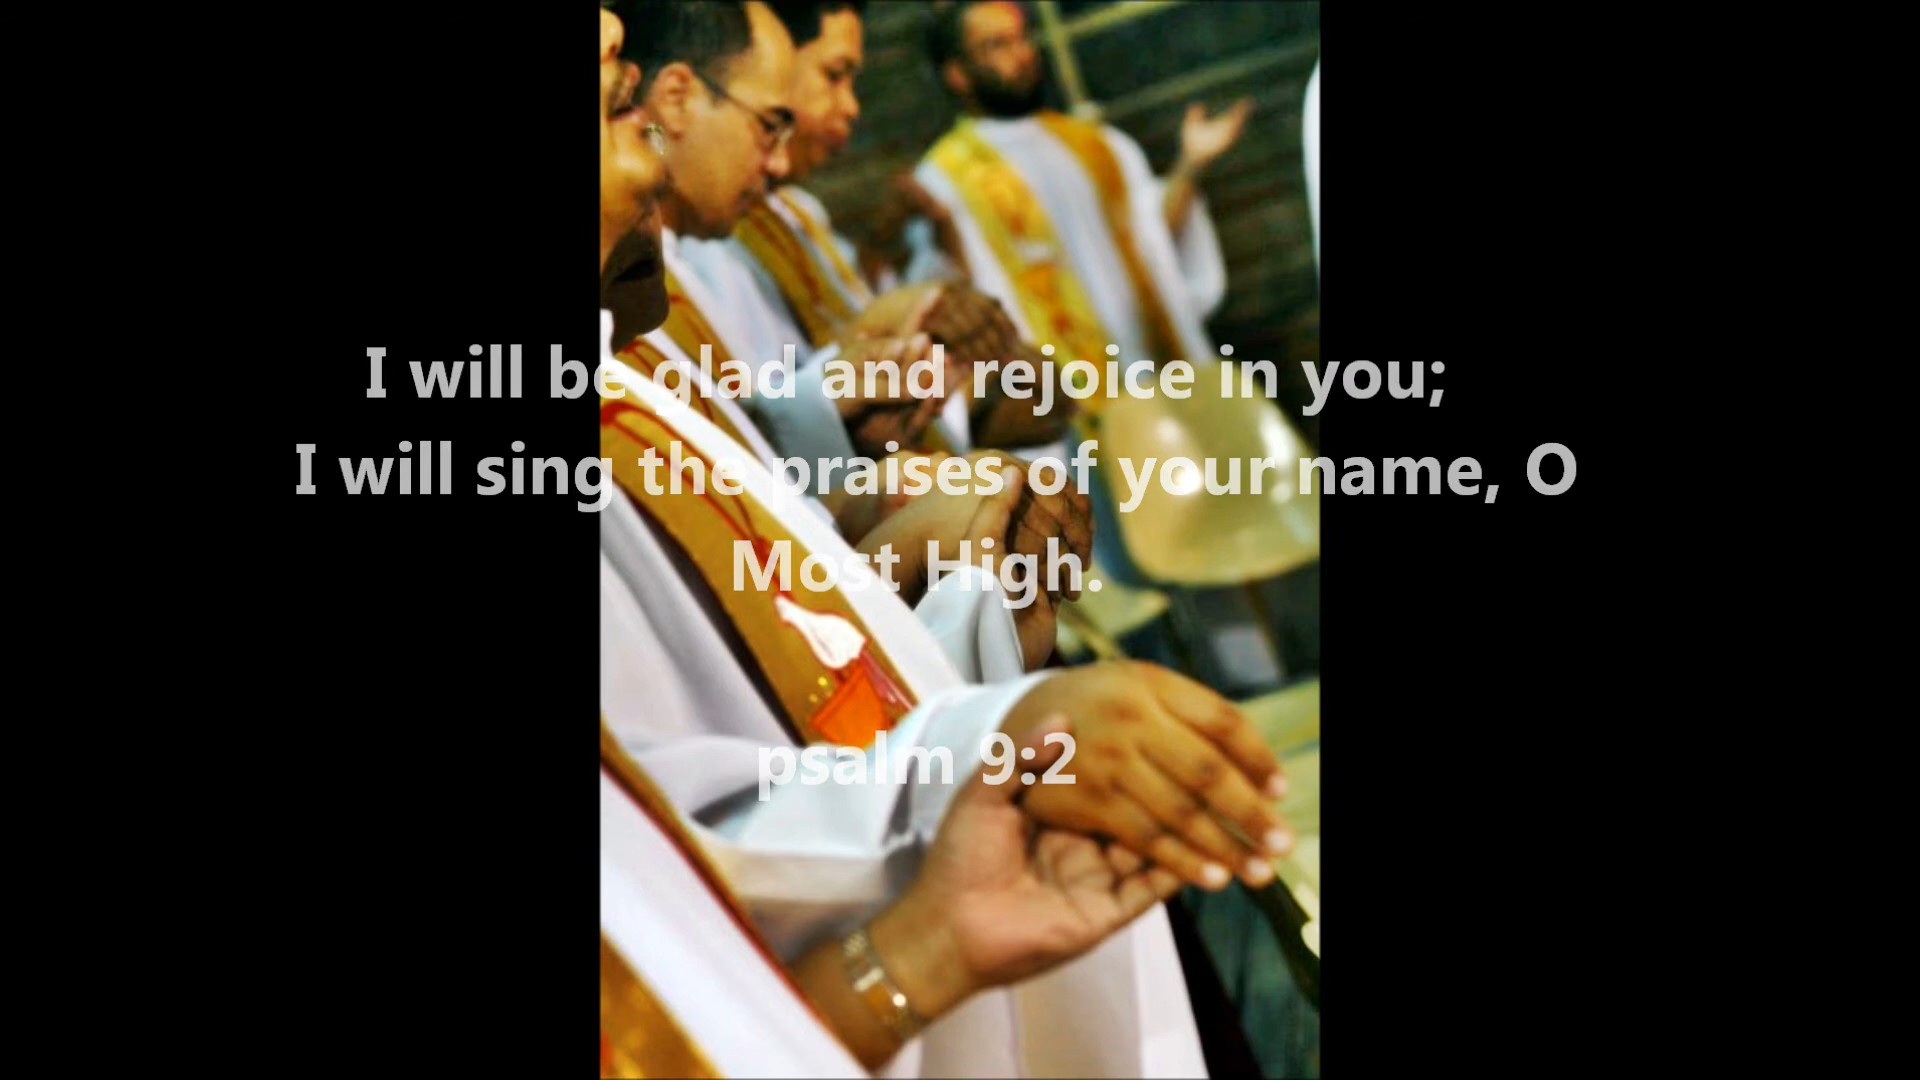 I will be glad and rejoice in you;
I will sing the praises of your name, O
Most High.
psalm 9:2